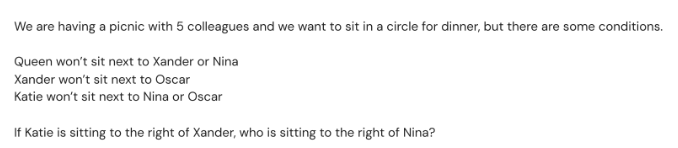 We are having a picnic with 5 colleagues and we want to sit in a circle for dinner, but there are some conditions.
Queen won't sit next to Xander or Nina
Xander won't sit next to Oscar
Katie won't sit next to Nina or Oscar
If Katie is sitting to the right of Xander, who is sitting to the right of Nina?